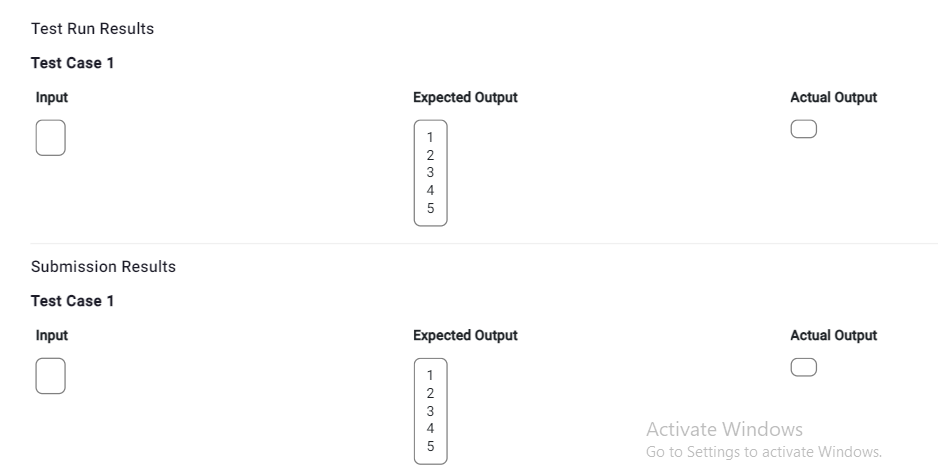 Test Run Results
Test Case 1
Input Expected Output Actual Output
1
2
3
4
5
Submission Results
Test Case 1
Input Expected Output Actual Output
1
2
3
4
5
Activate Windows
Go to Settings to activate Windows.